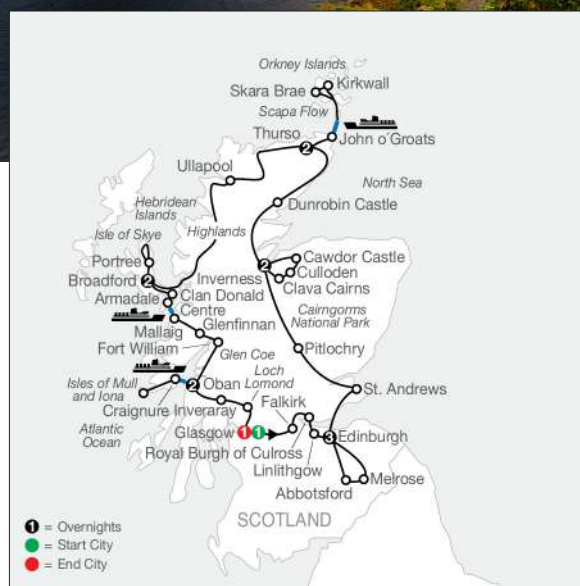 Orkney Islands
Kirkwall
Skara Brae
Scapa Flow
Thurso
2
John o´Groats
Ullapool
North Sea
Hebridean
Islands
Dunrobin Castle
Isle of Skye
Highlands
Portree
Cawdor Castle
Broadford
2
Inverness
2
Culloden
Armadale
Clan Donald
Centre
Clava Cairns
Mallaig
Glenfinnan
Cairngorms
National Park
Fort William
Glen Coe
Pitlochry
Isles of Mull
and Iona
2
Oban
Loch
Lomond
St. Andrews
Craignure
Inveraray
Falkirk
Atlantic
Ocean
Glasgow
1
1
3
Edinburgh
Royal Burgh of Culross
Linlithgow
Abbotsford
Melrose
SCOTLAND
1 = Overnights
= Start City
= End City